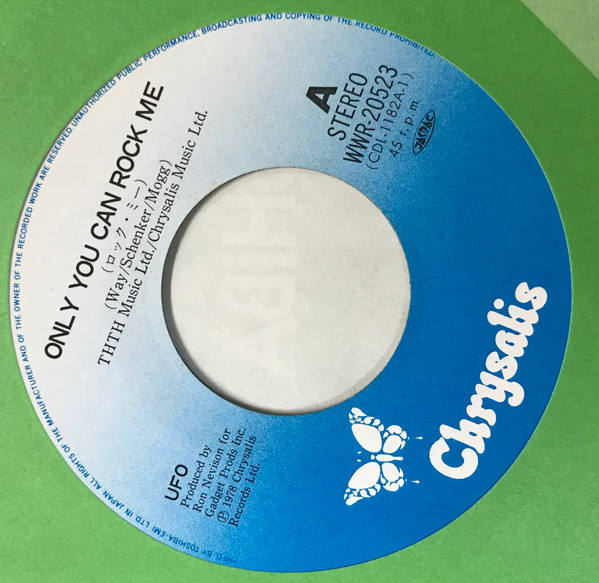 ALL RIGHTS OF THE MANUFACTURER AND OF THE OWNER OF THE RECORDED WORK ARE RESERVED. UNAUTHORIZED PUBLIC PERFORMANCE, BROADCASTING AND COPYING OF THE RECORD PROHIBITED
Chrysalis
A
STEREO
WWR-20523
(CDL-1182A-1)
45 r.p.m.
JASRAC
ONLY YOU CAN ROCK ME
(ロック・ミー)
(Way/Schenker/Mogg)
THTH Music Ltd./Chrysalis Music Ltd.
UFO
Produced by
Ron Nevison for
Gadget Prods Inc.
℗ 1978 Chrysalis
Records Ltd.
MF'D. BY TOSHIBA-EMI LTD. IN JAPAN